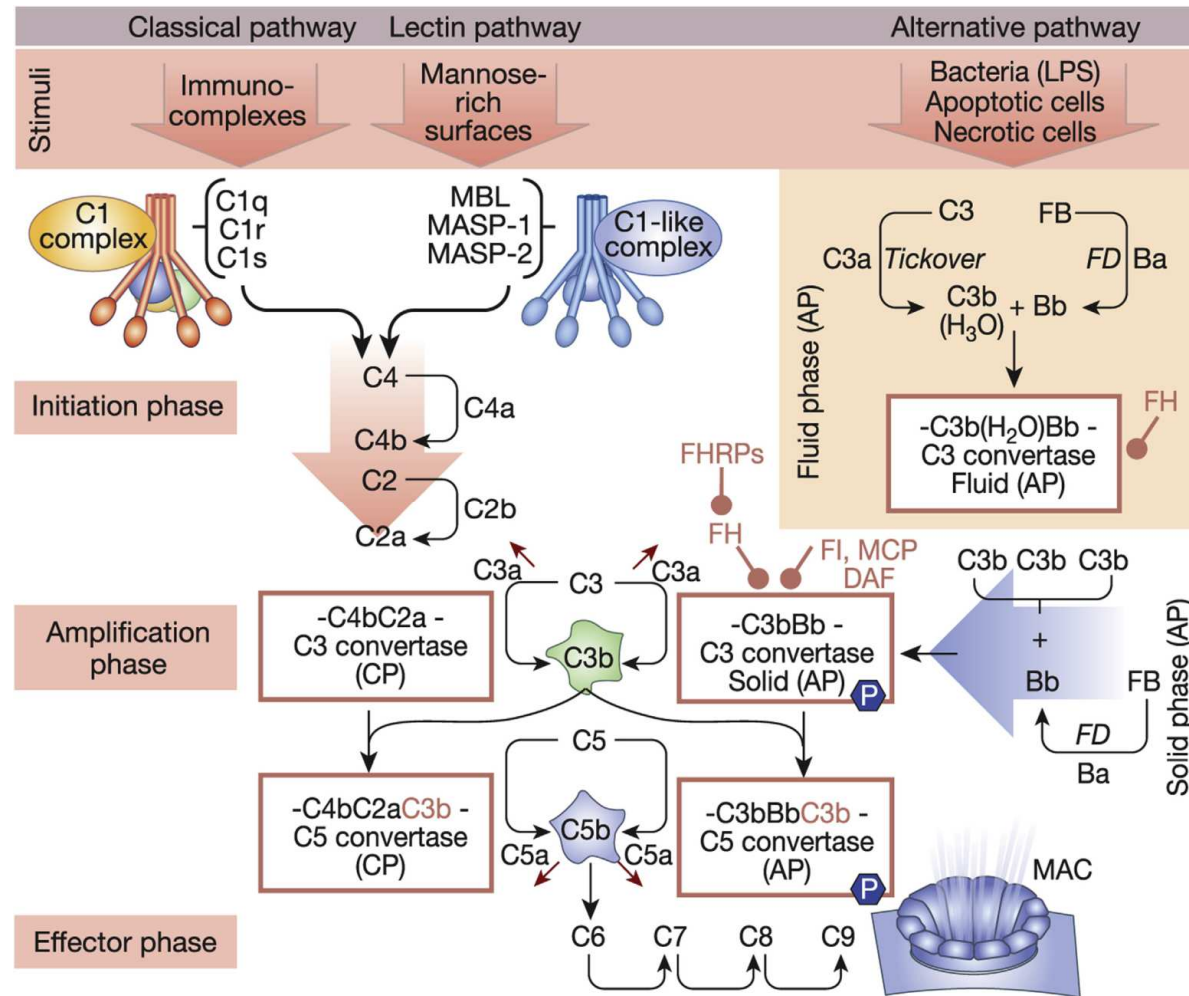 Classical pathway
Lectin pathway
Alternative pathway
Stimuli
Immuno-
complexes
Mannose-
rich
surfaces
Bacteria (LPS)
Apoptotic cells
Necrotic cells
C1
complex
C1q
C1r
C1s
MBL
MASP-1
MASP-2
C1-like
complex
Fluid phase (AP)
C3
FB
C3a
Tickover
FD
Ba
C3b + Bb
(H3O)
FH
-C3b(H2O)Bb -
C3 convertase
Fluid (AP)
Initiation phase
C4
C4a
C4b
C2
C2b
C2a
FHRPs
FH
FI, MCP
DAF
Amplification
phase
-C4bC2a -
C3 convertase
(CP)
C3a
C3
C3a
C3b
-C3bBb -
C3 convertase
Solid (AP)
P
C3b C3b C3b
+
Bb
FB
FD
Ba
Solid phase (AP)
-C4bC2aC3b -
C5 convertase
(CP)
C5
C5b
C5a
C5a
-C3bBbC3b -
C5 convertase
(AP)
P
MAC
Effector phase
C6
C7
C8
C9